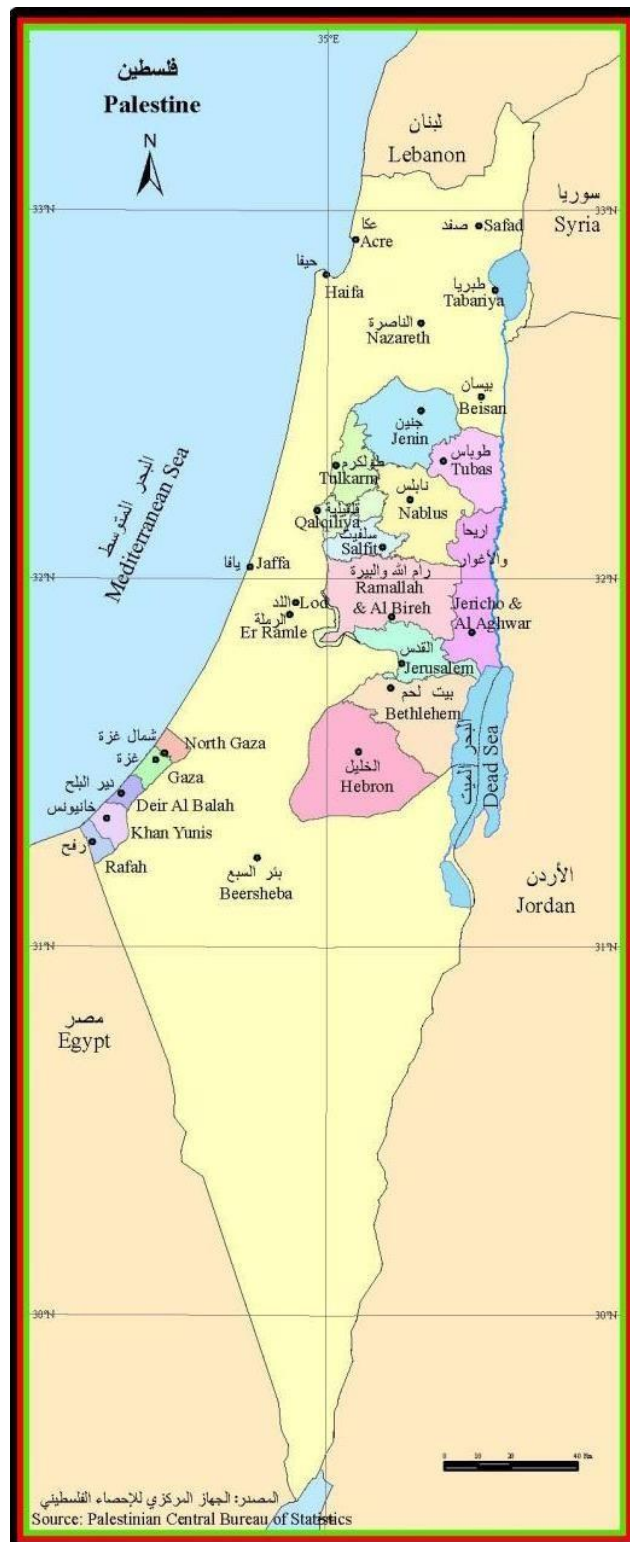 35°E
فلسطين
Palestine
N
لبنان
Lebanon
سوريا
Syria
33°N
33°N
عكا
Acre
صفد Safad
حيفا
Haifa
طبريا
Tabariya
الناصرة
Nazareth
بيسان
Beisan
جنين
Jenin
طوباس
Tubas
طولكرم
Tulkarm
نابلس
Nablus
قلقيلية
Qalqiliya
سلفيت
Salfit
اريحا
والأغوار
Jericho &
Al Aghwar
البحر المتوسط
Mediterranean Sea
32°N
32°N
يافا Jaffa
رام الله والبيرة
Ramallah
& Al Bireh
اللد Lod
الرملة
Er Ramle
القدس
Jerusalem
بيت لحم
Bethlehem
البحر الميت
Dead Sea
شمال غزة
North Gaza
غزة
Gaza
دير البلح
Deir Al Balah
خانيونس
Khan Yunis
رفح
Rafah
الخليل
Hebron
بئر السبع
Beersheba
الأردن
Jordan
31°N
31°N
مصر
Egypt
30°N
30°N
0 10 20 40 Km
المصدر: الجهاز المركزي للإحصاء الفلسطيني
Source: Palestinian Central Bureau of Statistics